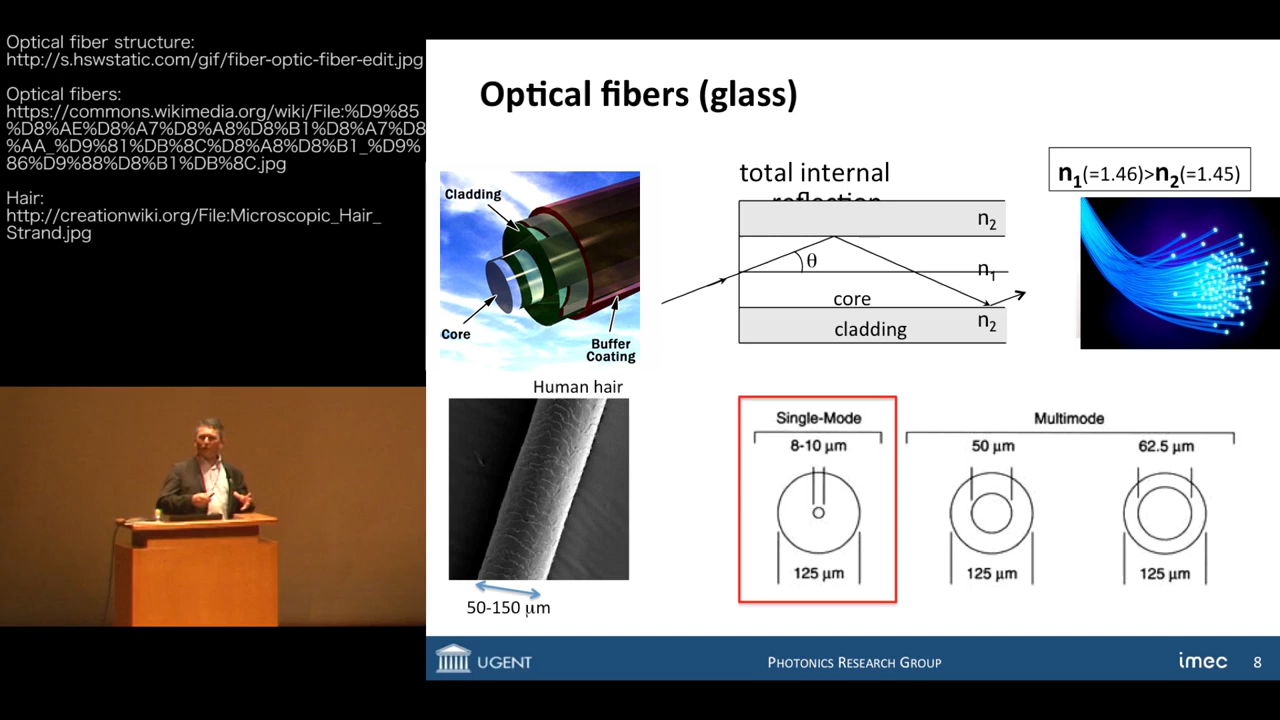 Optical fiber structure:
http://s.hswstatic.com/gif/fiber-optic-fiber-edit.jpg
Optical fibers:
https://commons.wikimedia.org/wiki/File:%D9%85
%D8%AE%D8%A7%D8%A8%D8%B1%D8%A7%D8
%AA_%D9%81%DB%8C%D8%A8%D8%B1_%D9%
86%D9%88%D8%B1%DB%8C.jpg
Hair:
http://creationwiki.org/File:Microscopic_Hair_
Strand.jpg
Optical fibers (glass)
Cladding
Core
Buffer
Coating
total internal
reflection
n2
θ
n1
core
n2
cladding
n1(=1.46)>n2(=1.45)
Human hair
50-150 μm
Single-Mode
8-10 μm
125 μm
Multimode
50 μm
62.5 μm
125 μm
125 μm
UGENT
PHOTONICS RESEARCH GROUP
imec
8